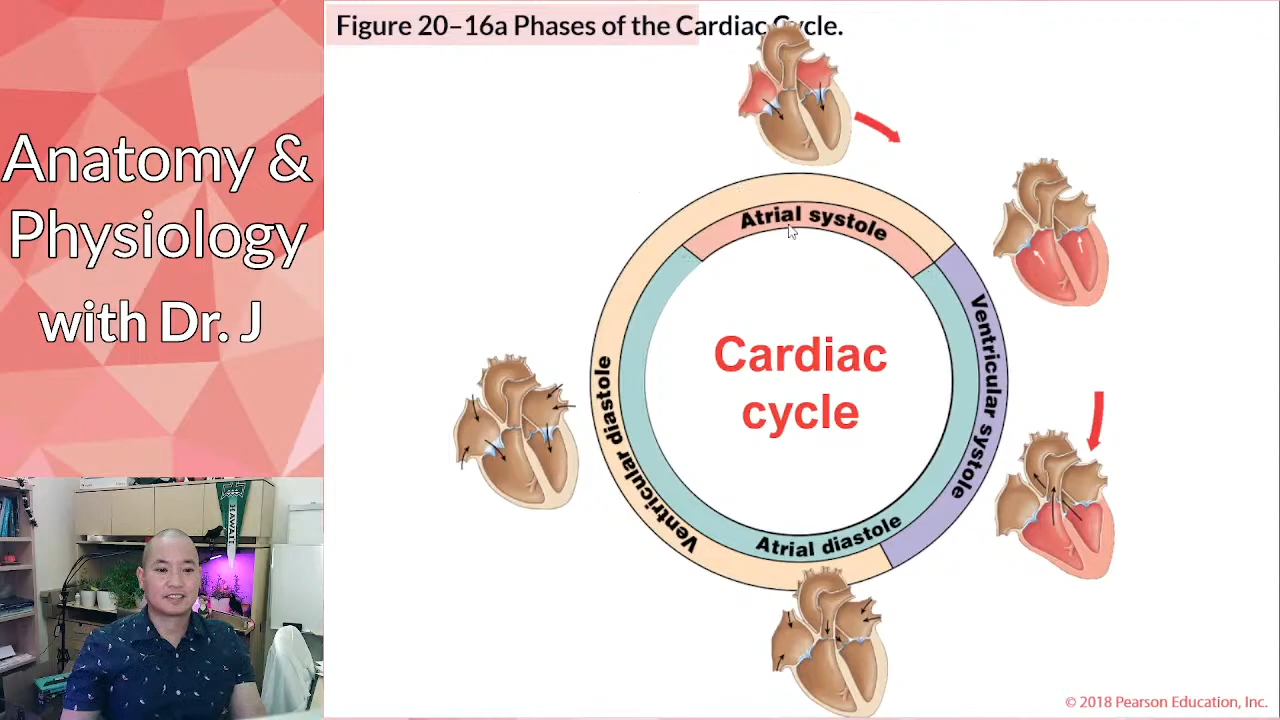 Figure 20–16a Phases of the Cardiac Cycle.
Anatomy &
Physiology
with Dr. J
Atrial systole
Ventricular systole
Cardiac
cycle
Ventricular diastole
Atrial diastole
HAWAII
© 2018 Pearson Education, Inc.